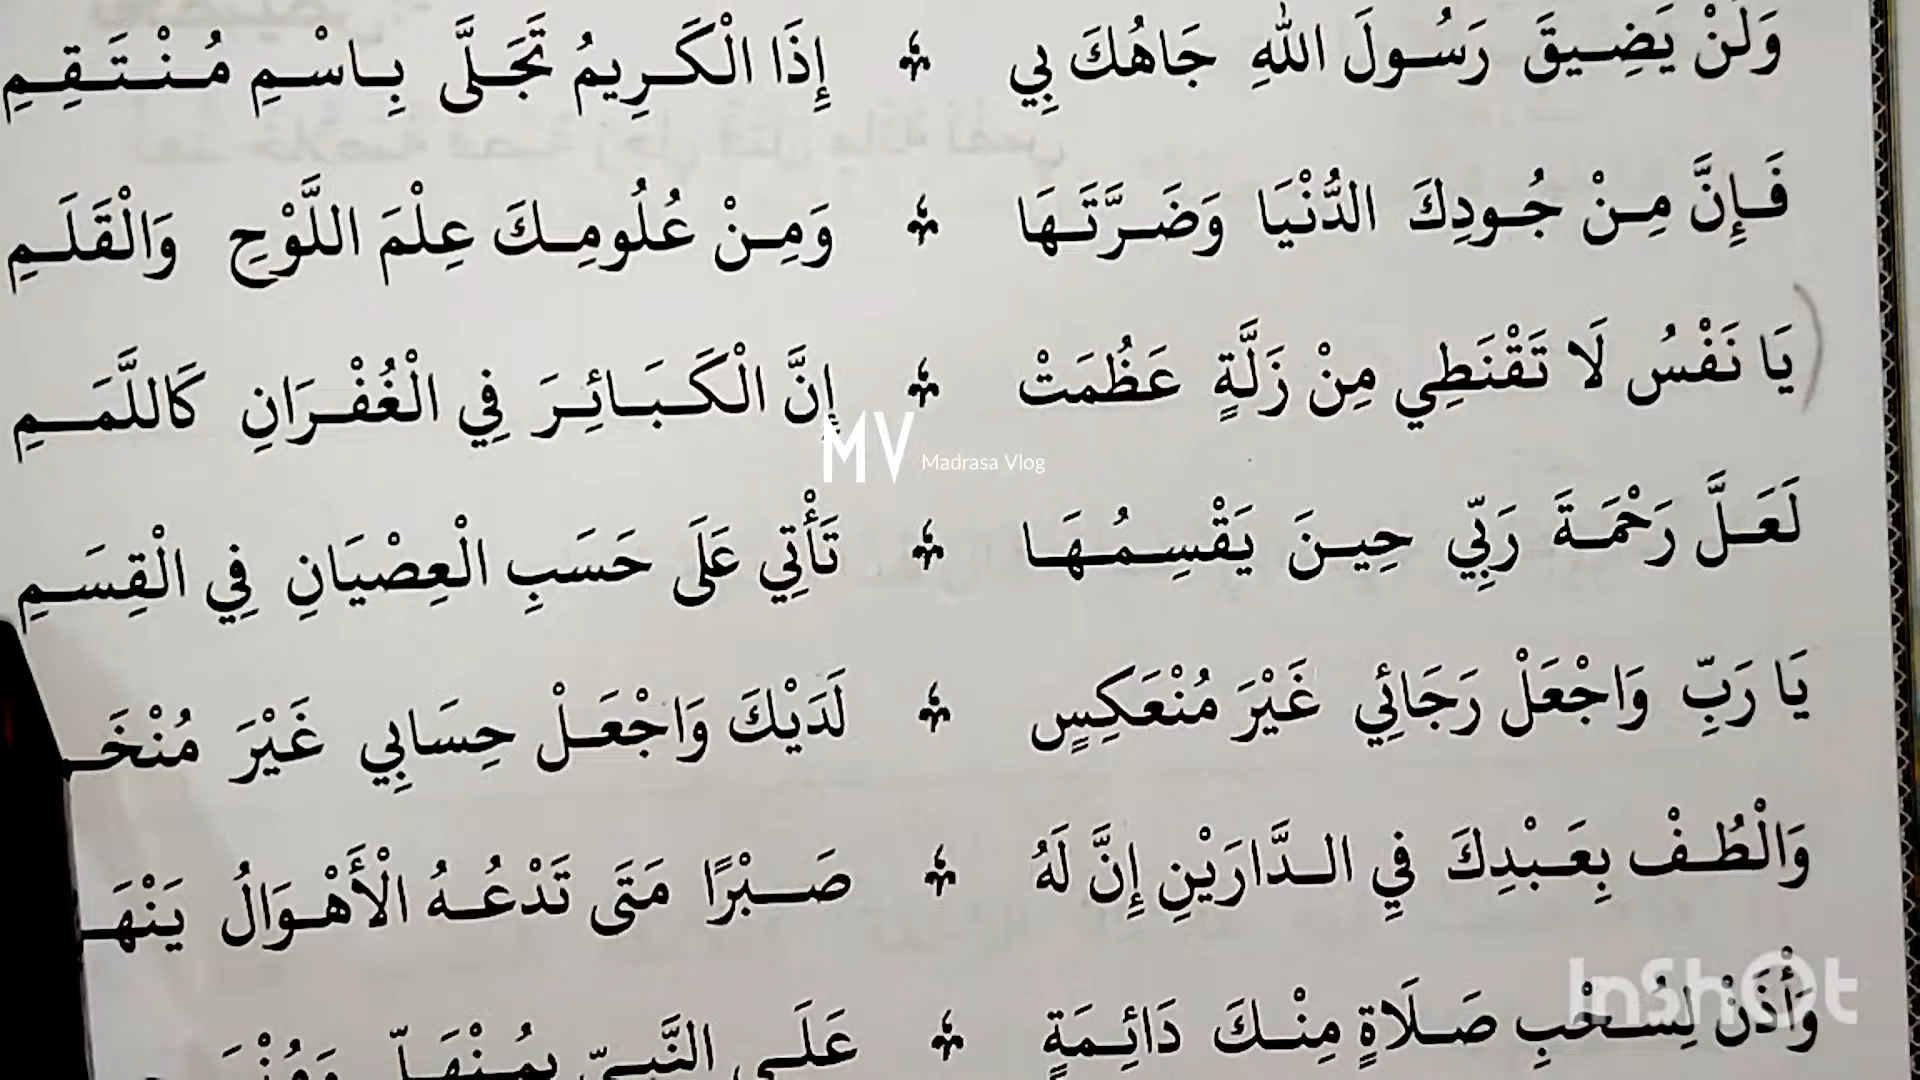 وَلَنْ يَضِيقَ رَسُولَ اللهِ جَاهُكَ بِي إِذَا الْكَرِيمُ تَجَلَّى بِاسْمِ مُنْتَقِمِ
فَإِنَّ مِنْ جُودِكَ الدُّنْيَا وَضَرَّتَهَا وَمِنْ عُلُومِكَ عِلْمَ اللَّوْحِ وَالْقَلَمِ
يَا نَفْسُ لَا تَقْنَطِي مِنْ زَلَّةٍ عَظُمَتْ إِنَّ الْكَبَائِرَ فِي الْغُفْرَانِ كَاللَّمَمِ
MV Madrasa Vlog
لَعَلَّ رَحْمَةَ رَبِّي حِينَ يَقْسِمُهَا تَأْتِي عَلَى حَسَبِ الْعِصْيَانِ فِي الْقِسَمِ
يَا رَبِّ وَاجْعَلْ رَجَائِي غَيْرَ مُنْعَكِسٍ لَدَيْكَ وَاجْعَلْ حِسَابِي غَيْرَ مُنْخَـ
وَالْطُفْ بِعَبْدِكَ فِي الدَّارَيْنِ إِنَّ لَهُ صَبْرًا مَتَى تَدْعُهُ الْأَهْوَالُ يَنْهَـ
وَأْذَنْ لِسُحْبِ صَلَاةٍ مِنْكَ دَائِمَةٍ عَلَى النَّبِيِّ بِمُنْهَلٍّ
InShOt